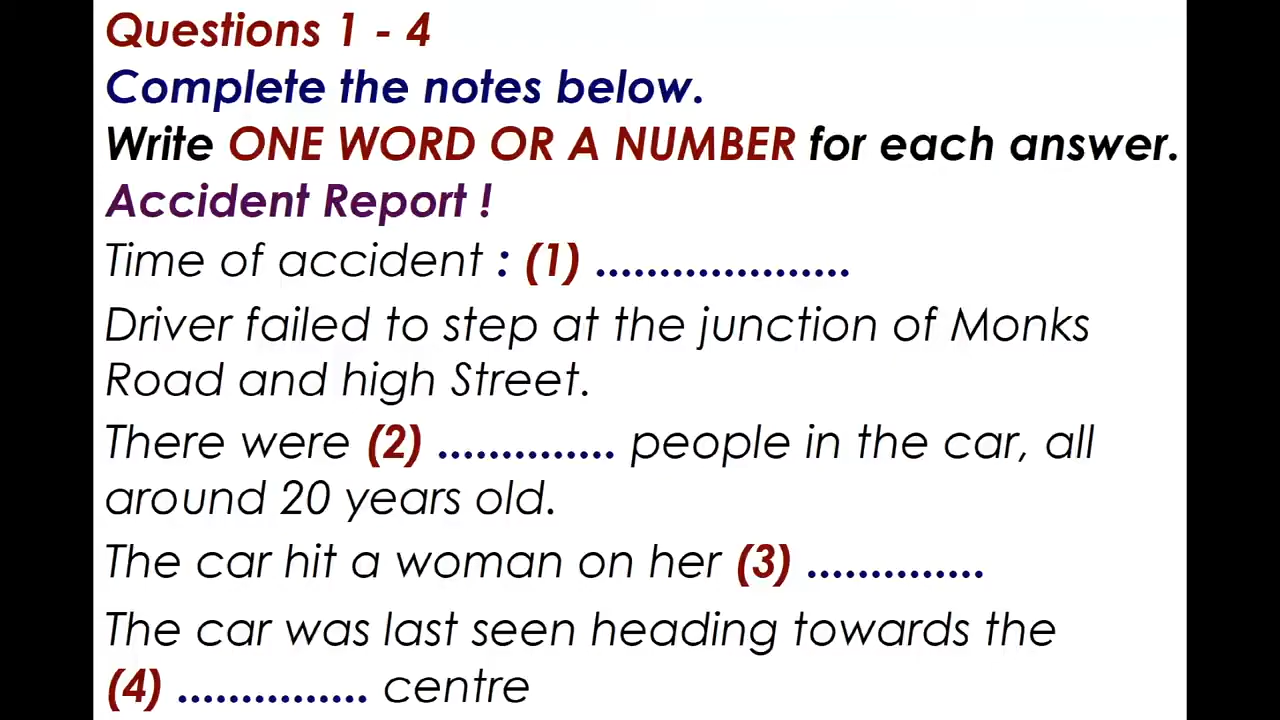 Questions 1 - 4
Complete the notes below.
Write ONE WORD OR A NUMBER for each answer.
Accident Report !
Time of accident : (1) ....................
Driver failed to step at the junction of Monks
Road and high Street.
There were (2) .............. people in the car, all
around 20 years old.
The car hit a woman on her (3) ..............
The car was last seen heading towards the
(4) ............... centre